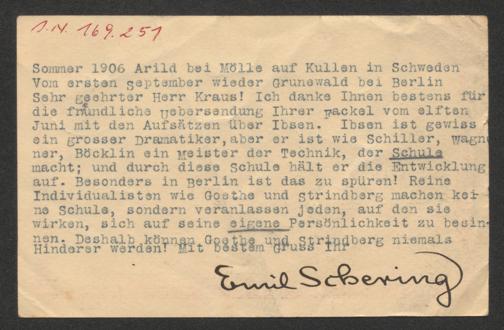 J.N. 169.251
Sommer 1906 Arild bei Mölle auf Kullen in Schweden
Vom ersten september wieder Grunewald bei Berlin
Sehr geehrter Herr Kraus! Ich danke Ihnen bestens für
die freundliche Uebersendung Ihrer Fackel vom elften
Juni mit den Aufsätzen über Ibsen. Ibsen ist gewiss
ein grosser Dramatiker, aber er ist wie Schiller, Wagne
ner, Böcklin ein Meister der Technik, der Schule
macht; und durch diese Schule hält er die Entwicklung
auf. Besonders in Berlin ist das zu spüren! Reine
Individualisten wie Goethe und strindberg machen kei-
ne Schule, sondern veranlassen jeden, auf den sie
wirken, sich auf seine eigene Persönlichkeit zu besin-
nen. Deshalb können Goethe und Strindberg niemals
Hinderer werden! Mit bestem Gruss Ihr
Emil Schering